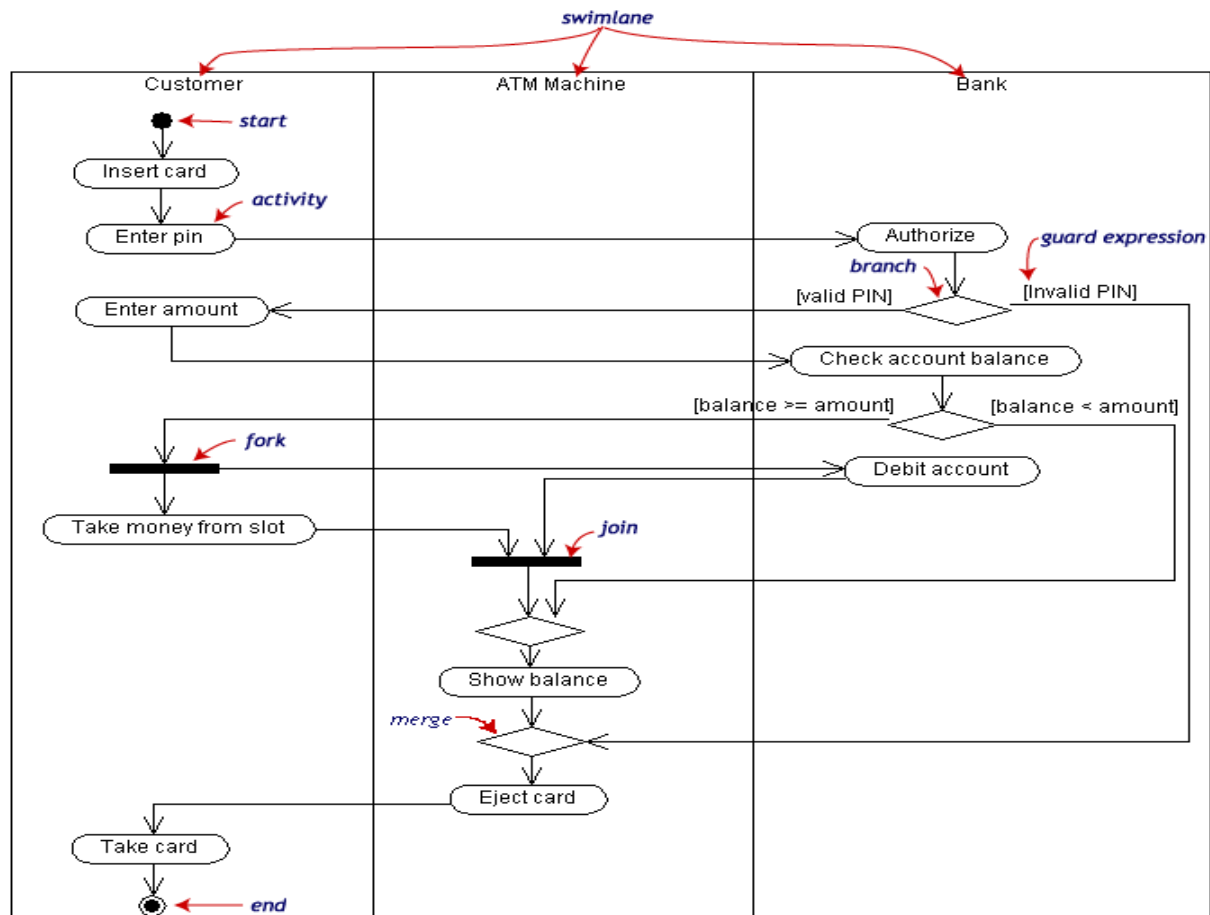 swimlane
Customer
ATM Machine
Bank
start
Insert card
activity
Enter pin
Authorize
guard expression
branch
[valid PIN]
[Invalid PIN]
Enter amount
Check account balance
[balance >= amount]
[balance < amount]
fork
Debit account
Take money from slot
join
Show balance
merge
Eject card
Take card
end